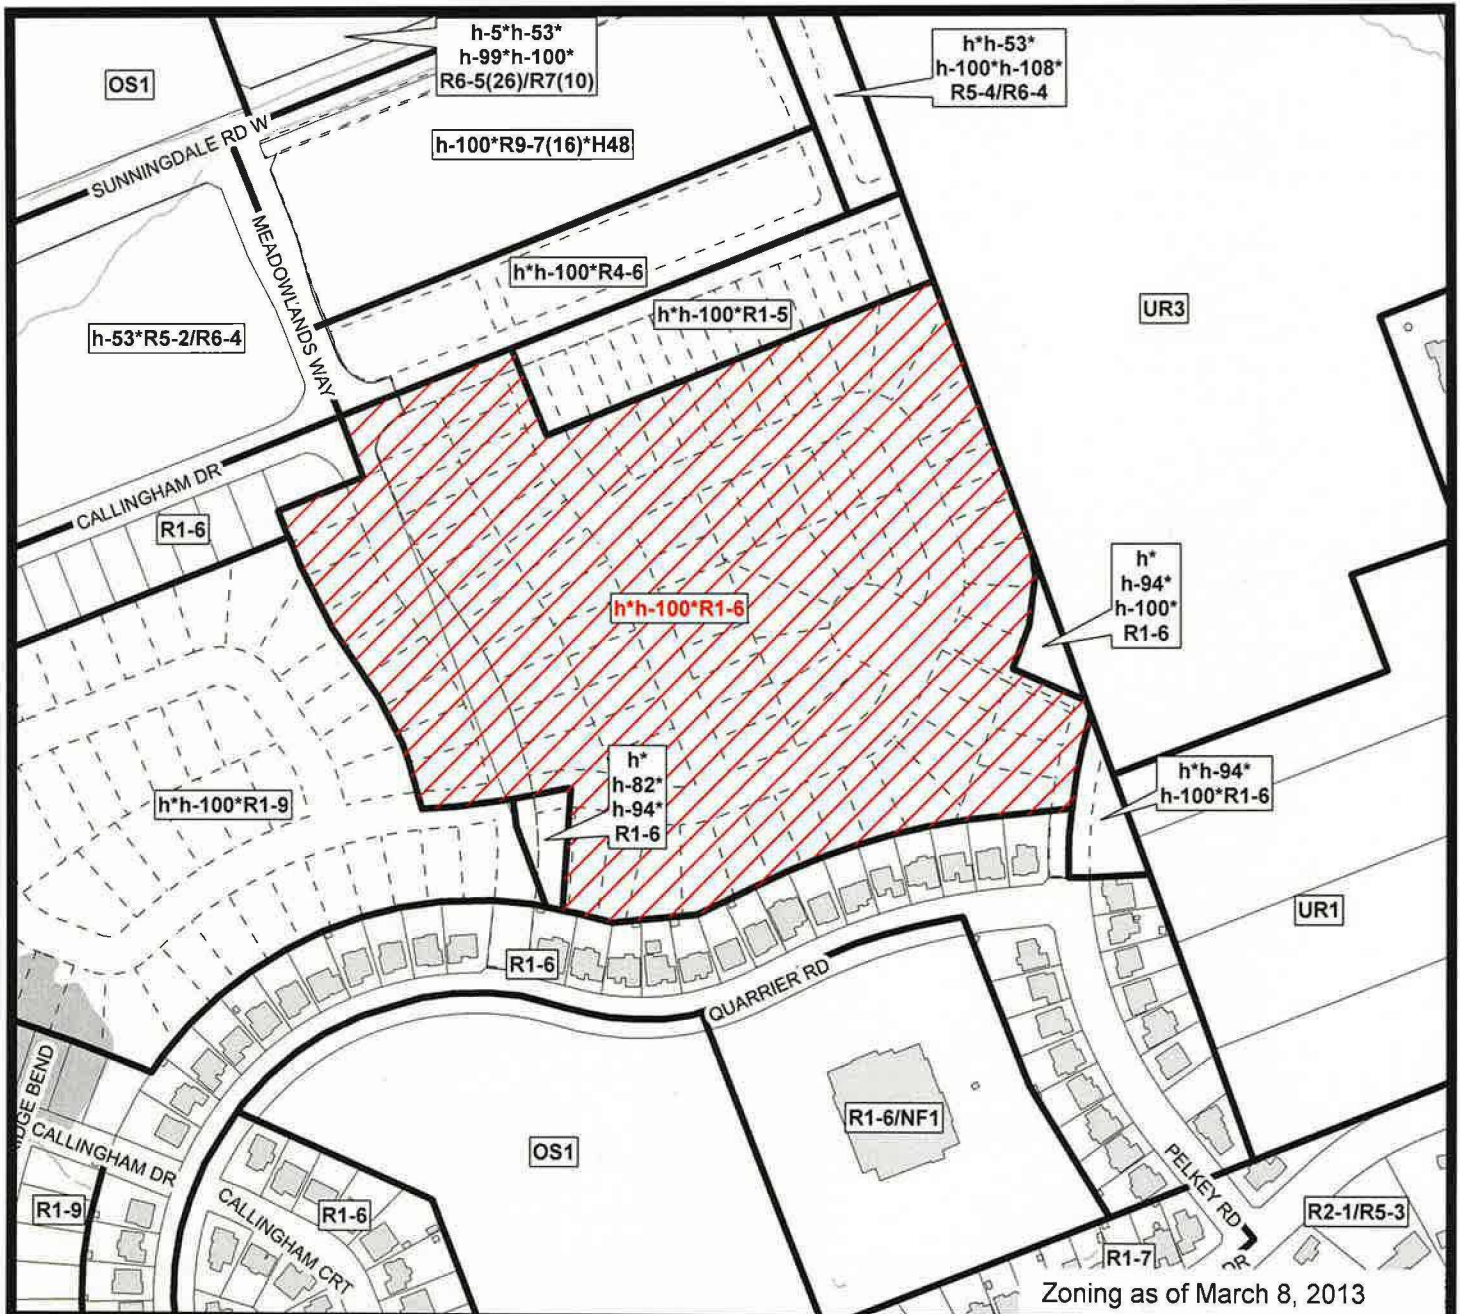 h-5*h-53*
h-99*h-100*
R6-5(26)/R7(10)
h*h-53*
h-100*h-108*
R5-4/R6-4
OS1
SUNNINGDALE RD W
h-100*R9-7(16)*H48
MEADOWLANDS WAY
h*h-100*R4-6
h*h-100*R1-5
UR3
h-53*R5-2/R6-4
CALLINGHAM DR
R1-6
h*
h-94*
h-100*
R1-6
h*h-100*R1-6
h*
h-82*
h-94*
R1-6
h*h-94*
h-100*R1-6
h*h-100*R1-9
UR1
R1-6
QUARRIER RD
R1-6/NF1
OS1
BEND
CALLINGHAM DR
PELKEY RD
R1-9
CALLINGHAM CRT
R1-6
R2-1/R5-3
R1-7
DR
Zoning as of March 8, 2013